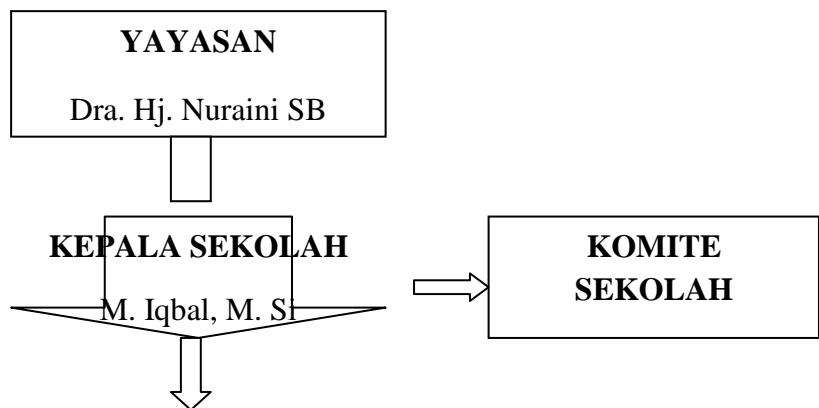 YAYASAN
Dra. Hj. Nuraini SB
KEPALA SEKOLAH
M. Iqbal, M. Si
KOMITE
SEKOLAH